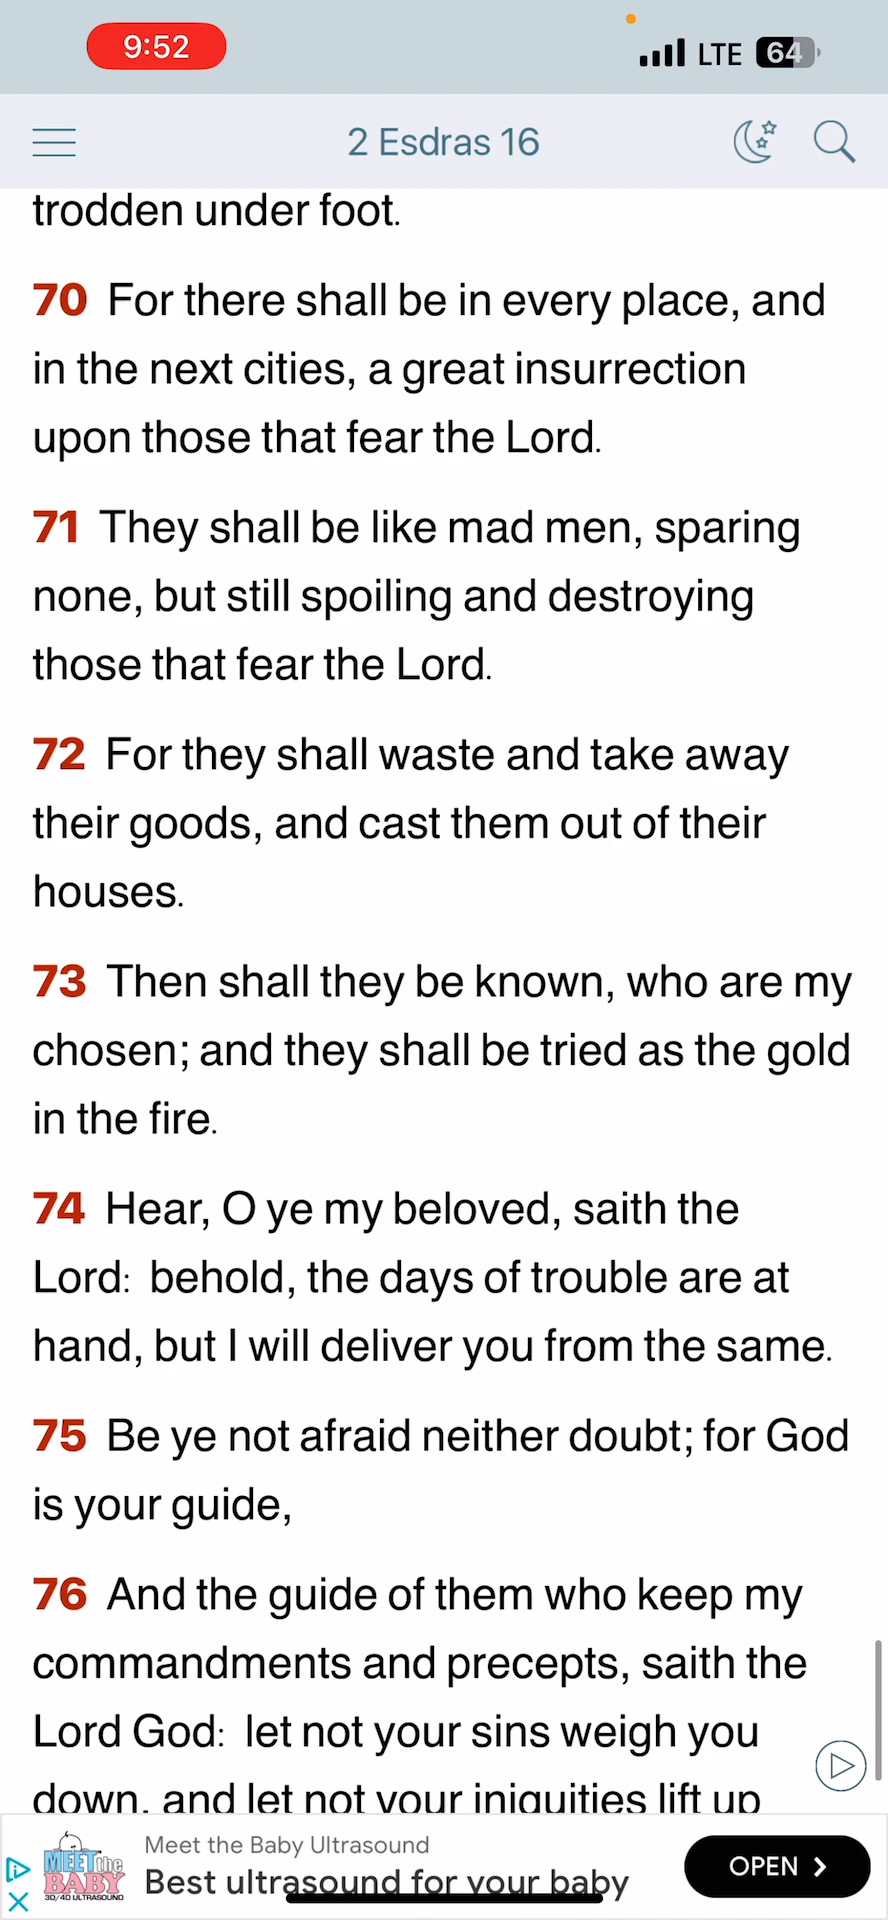 9:52
LTE 64
2 Esdras 16
trodden under foot.
70 For there shall be in every place, and
in the next cities, a great insurrection
upon those that fear the Lord.
71 They shall be like mad men, sparing
none, but still spoiling and destroying
those that fear the Lord.
72 For they shall waste and take away
their goods, and cast them out of their
houses.
73 Then shall they be known, who are my
chosen; and they shall be tried as the gold
in the fire.
74 Hear, O ye my beloved, saith the
Lord: behold, the days of trouble are at
hand, but I will deliver you from the same.
75 Be ye not afraid neither doubt; for God
is your guide,
76 And the guide of them who keep my
commandments and precepts, saith the
Lord God: let not your sins weigh you
down, and let not your iniquities lift up
MEET the
BABY
3D/4D ULTRASOUND
Meet the Baby Ultrasound
Best ultrasound for your baby
OPEN